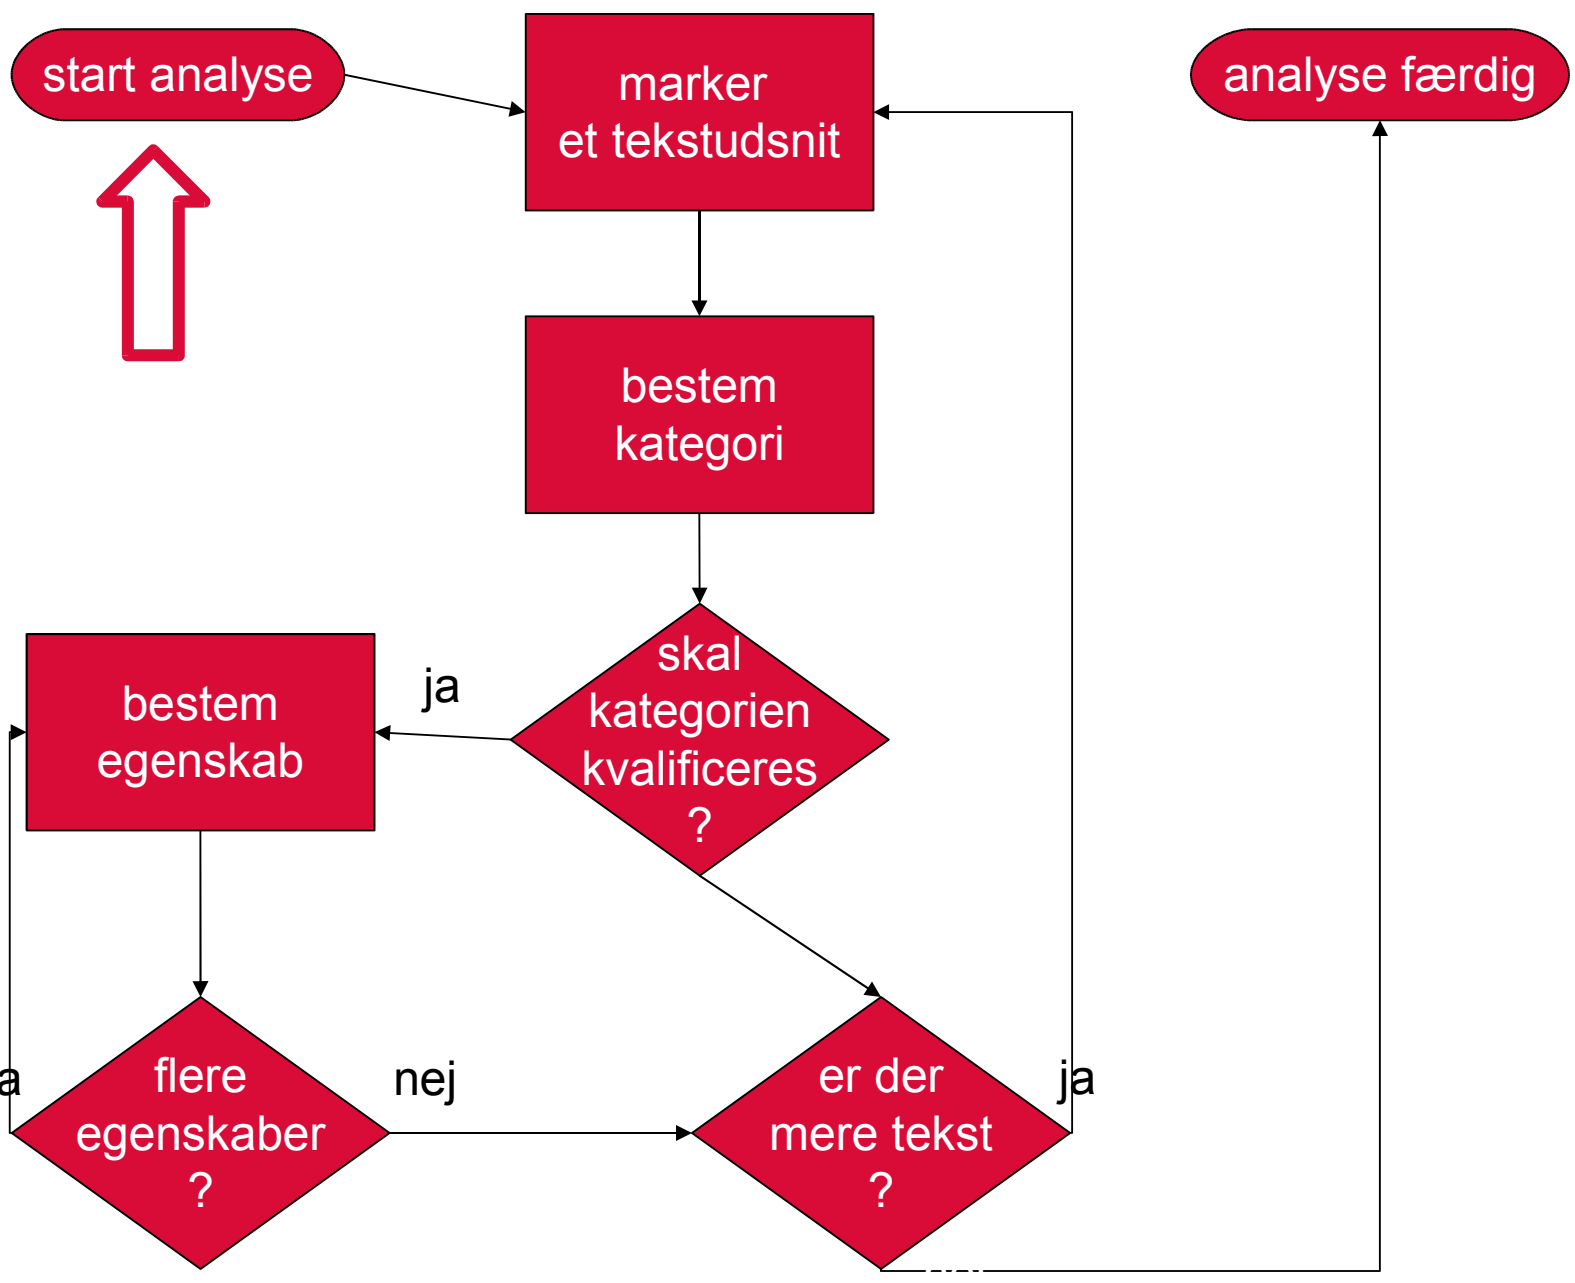 start analyse
marker
et tekstudsnit
analyse færdig
bestem
kategori
skal
kategorien
kvalificeres
?
ja
bestem
egenskab
flere
egenskaber
?
nej
er der
mere tekst
?
ja